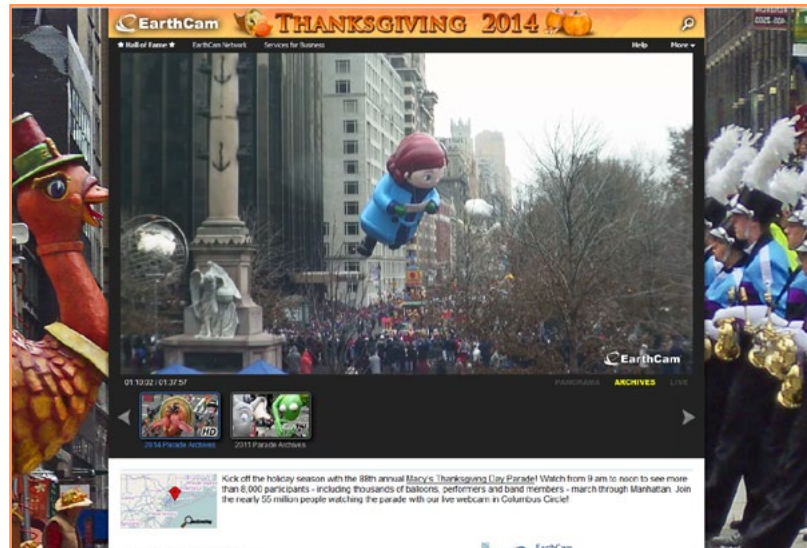 EarthCam THANKSGIVING 2014
★ Hall of Fame ★ EarthCam Network Services for Business Help More
EarthCam
01:10:02 / 01:37:57 PANORAMA ARCHIVES LIVE
HD
2014 Parade Archives 2011 Parade Archives
Kick off the holiday season with the 88th annual Macy's Thanksgiving Day Parade! Watch from 9 am to noon to see more
than 8,000 participants - including thousands of balloons, performers and band members - march through Manhattan. Join
the nearly 55 million people watching the parade with our live webcam in Columbus Circle!
EarthCam